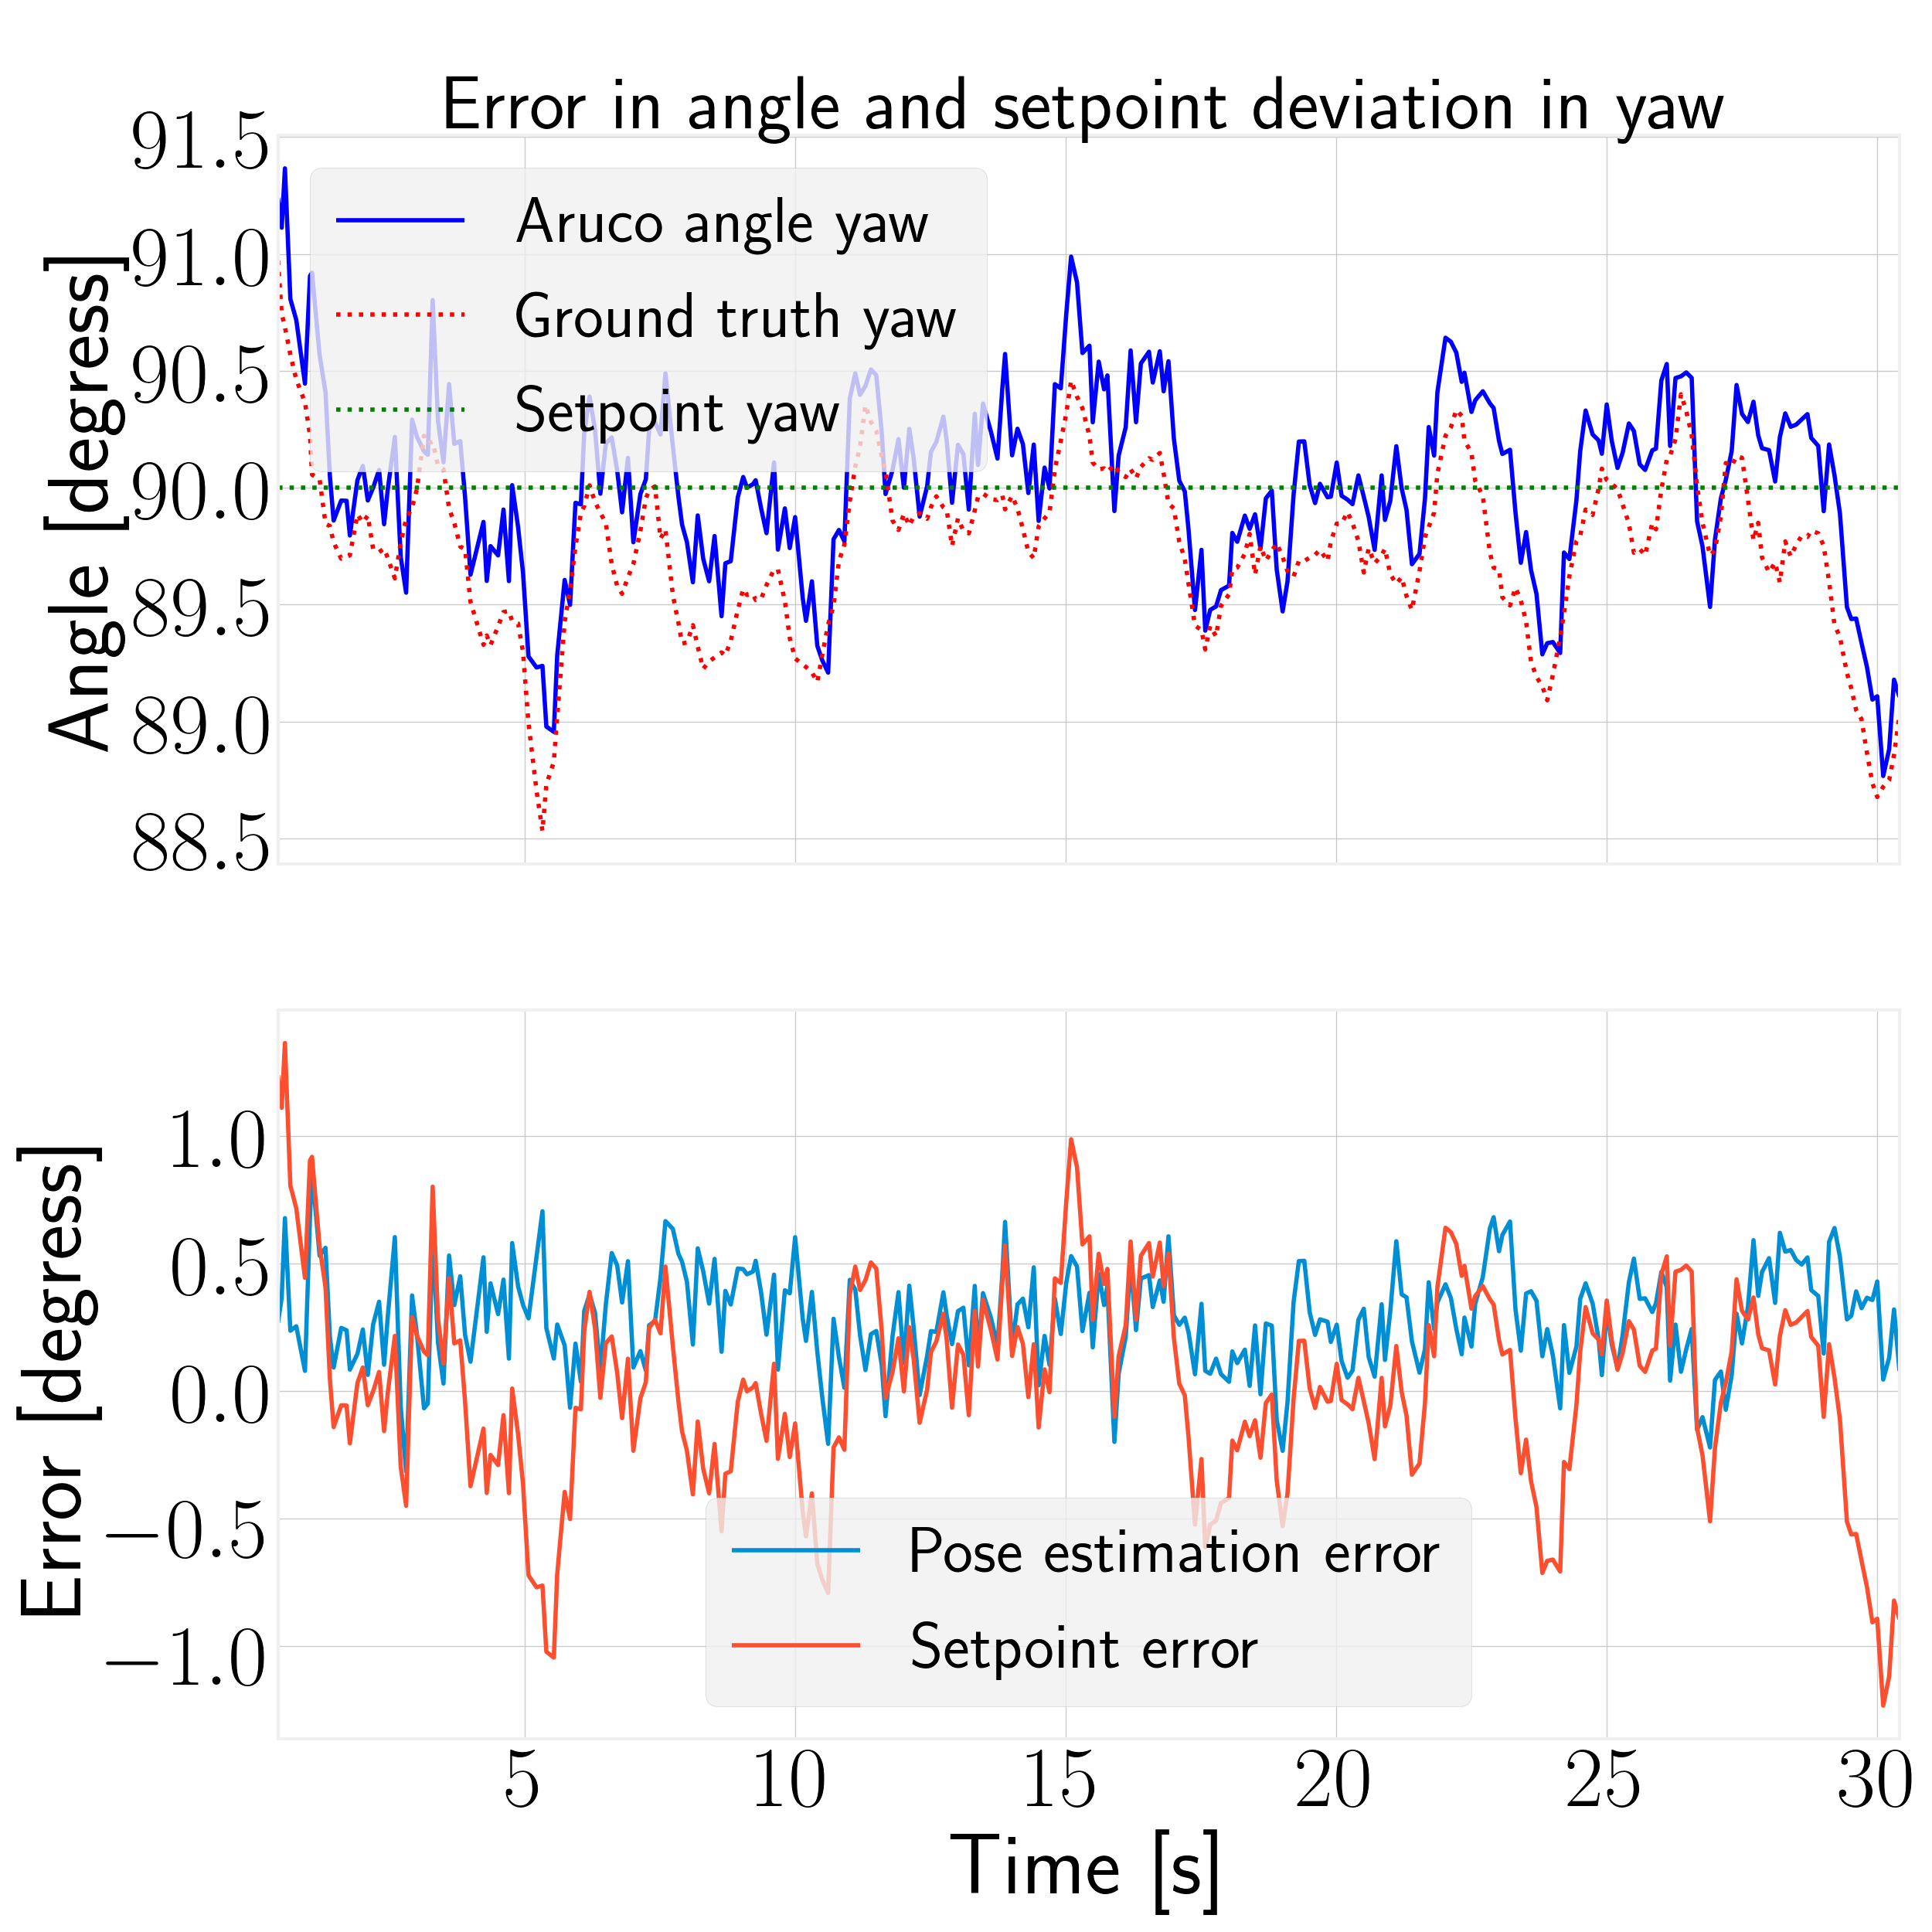 Error in angle and setpoint deviation in yaw
Angle [degress]
91.5
91.0
90.5
90.0
89.5
89.0
88.5
Aruco angle yaw
Ground truth yaw
Setpoint yaw
Error [degress]
1.0
0.5
0.0
−0.5
−1.0
Pose estimation error
Setpoint error
5 10 15 20 25 30
Time [s]